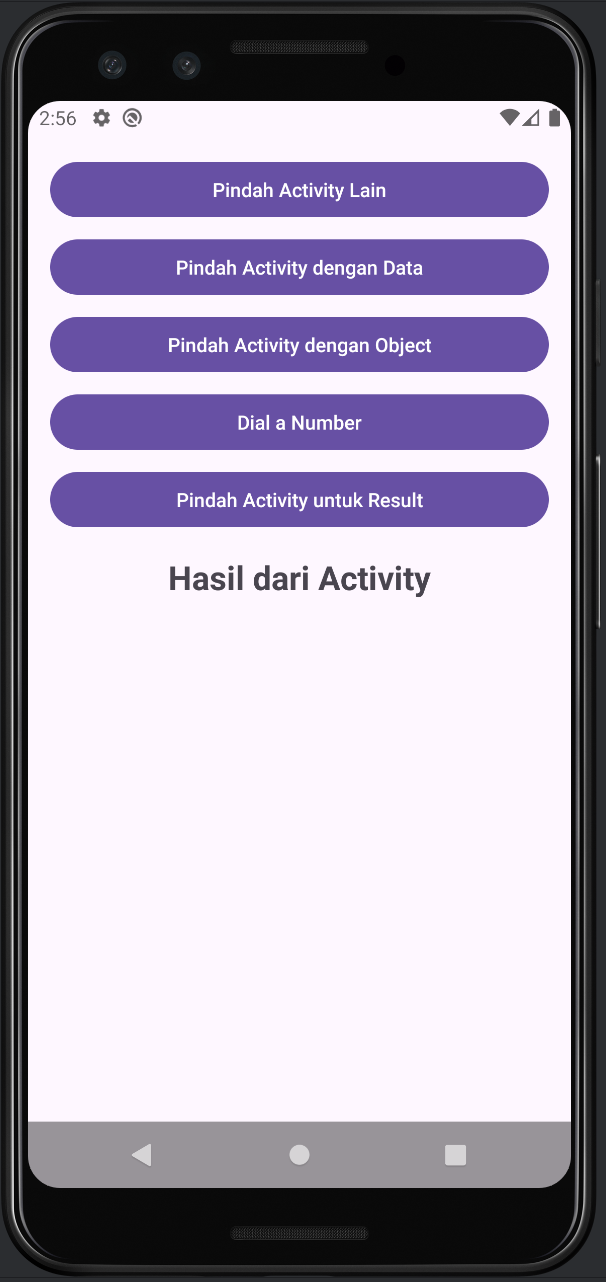 2:56
Pindah Activity Lain
Pindah Activity dengan Data
Pindah Activity dengan Object
Dial a Number
Pindah Activity untuk Result
Hasil dari Activity